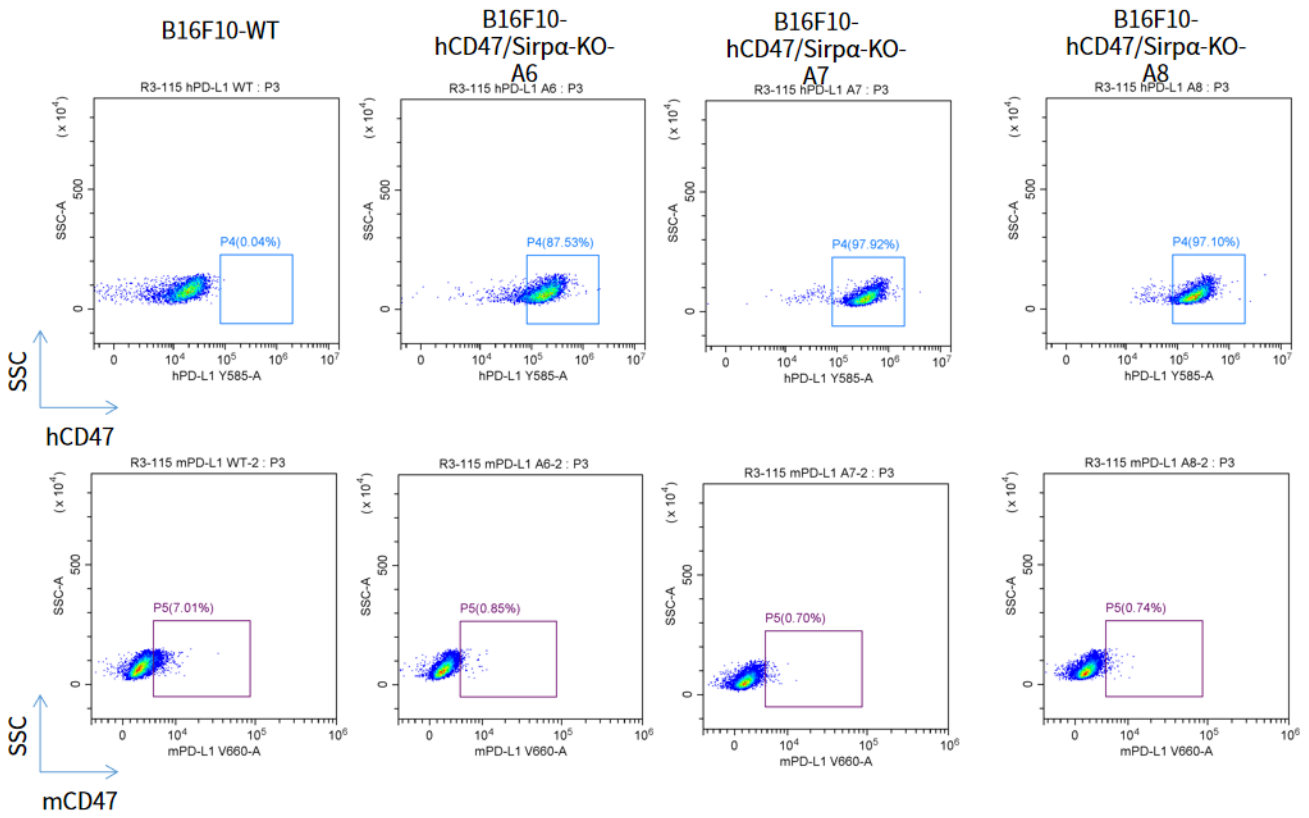 B16F10-WT
B16F10-
hCD47/Sirpα-KO-
A6
B16F10-
hCD47/Sirpα-KO-
A7
B16F10-
hCD47/Sirpα-KO-
A8
R3-115 hPD-L1 WT : P3
(x 10⁴)
500
SSC-A
0
P4(0.04%)
0 10⁴ 10⁵ 10⁶ 10⁷
hPD-L1 Y585-A
R3-115 hPD-L1 A6 : P3
(x 10⁴)
500
SSC-A
0
P4(87.53%)
0 10⁴ 10⁵ 10⁶ 10⁷
hPD-L1 Y585-A
R3-115 hPD-L1 A7 : P3
(x 10⁴)
500
SSC-A
0
P4(97.92%)
0 10⁴ 10⁵ 10⁶ 10⁷
hPD-L1 Y585-A
R3-115 hPD-L1 A8 : P3
(x 10⁴)
500
SSC-A
0
P4(97.10%)
0 10⁴ 10⁵ 10⁶ 10⁷
hPD-L1 Y585-A
SSC
hCD47
R3-115 mPD-L1 WT-2 : P3
(x 10⁴)
500
SSC-A
0
P5(7.01%)
0 10⁴ 10⁵ 10⁶
mPD-L1 V660-A
R3-115 mPD-L1 A6-2 : P3
(x 10⁴)
500
SSC-A
0
P5(0.85%)
0 10⁴ 10⁵ 10⁶
mPD-L1 V660-A
R3-115 mPD-L1 A7-2 : P3
(x 10⁴)
500
SSC-A
0
P5(0.70%)
0 10⁴ 10⁵ 10⁶
mPD-L1 V660-A
R3-115 mPD-L1 A8-2 : P3
(x 10⁴)
500
SSC-A
0
P5(0.74%)
0 10⁴ 10⁵ 10�6
mPD-L1 V660-A
SSC
mCD47